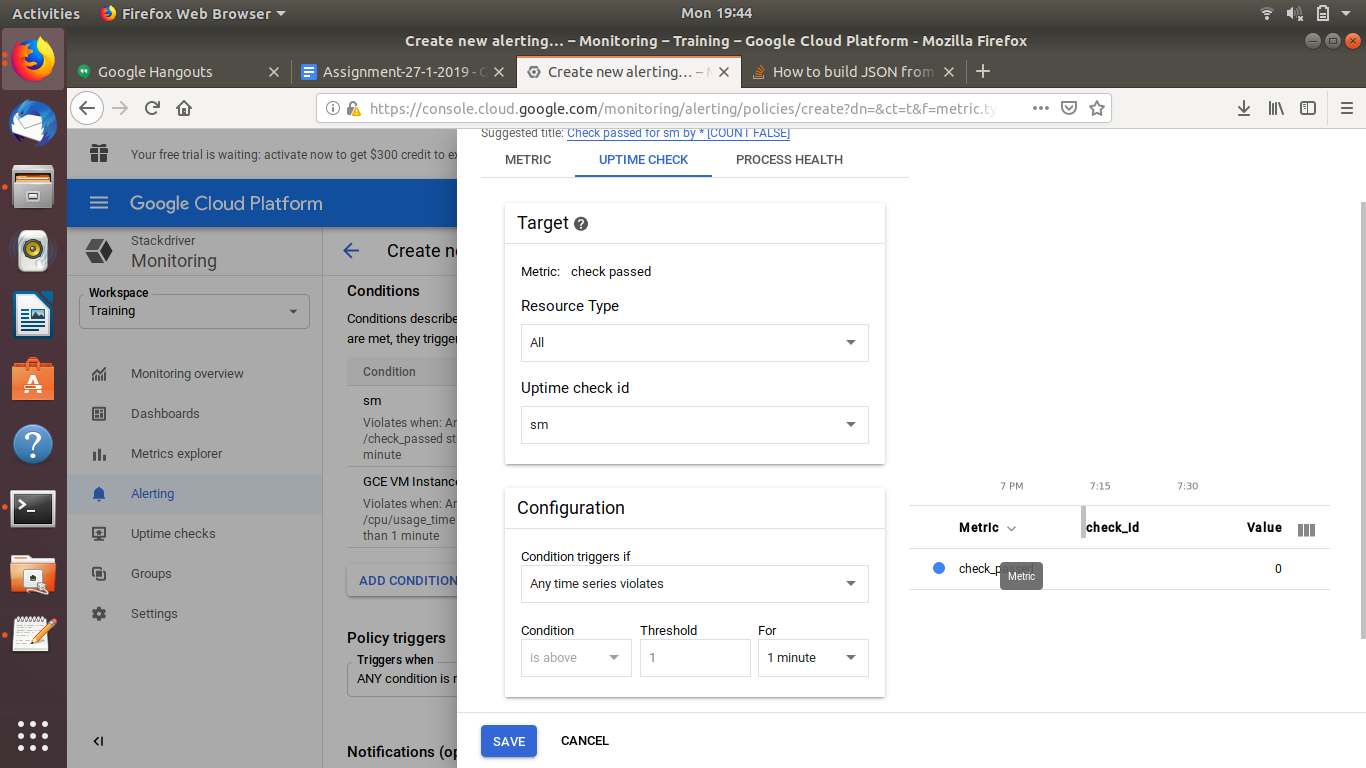 Activities
Firefox Web Browser
Mon 19:44
Create new alerting… – Monitoring – Training – Google Cloud Platform - Mozilla Firefox
Google Hangouts
Assignment-27-1-2019 -
Create new alerting… –
How to build JSON from
https://console.cloud.google.com/monitoring/alerting/policies/create?dn=&ct=t&f=metric.ty
Your free trial is waiting: activate now to get $300 credit to ex
Google Cloud Platform
Stackdriver
Monitoring
Workspace
Training
Monitoring overview
Dashboards
Metrics explorer
Alerting
Uptime checks
Groups
Settings
Create ne
Conditions
Conditions describe
are met, they trigger
Condition
sm
Violates when: An
/check_passed st
minute
GCE VM Instance
Violates when: An
/cpu/usage_time
than 1 minute
ADD CONDITION
Policy triggers
Triggers when
ANY condition is m
Notifications (op
Suggested title: Check passed for sm by * [COUNT FALSE]
METRIC
UPTIME CHECK
PROCESS HEALTH
Target
Metric: check passed
Resource Type
All
Uptime check id
sm
Configuration
Condition triggers if
Any time series violates
Condition
Threshold
For
is above
1
1 minute
SAVE
CANCEL
7 PM
7:15
7:30
Metric
check_id
Value
check_passed
0
Metric